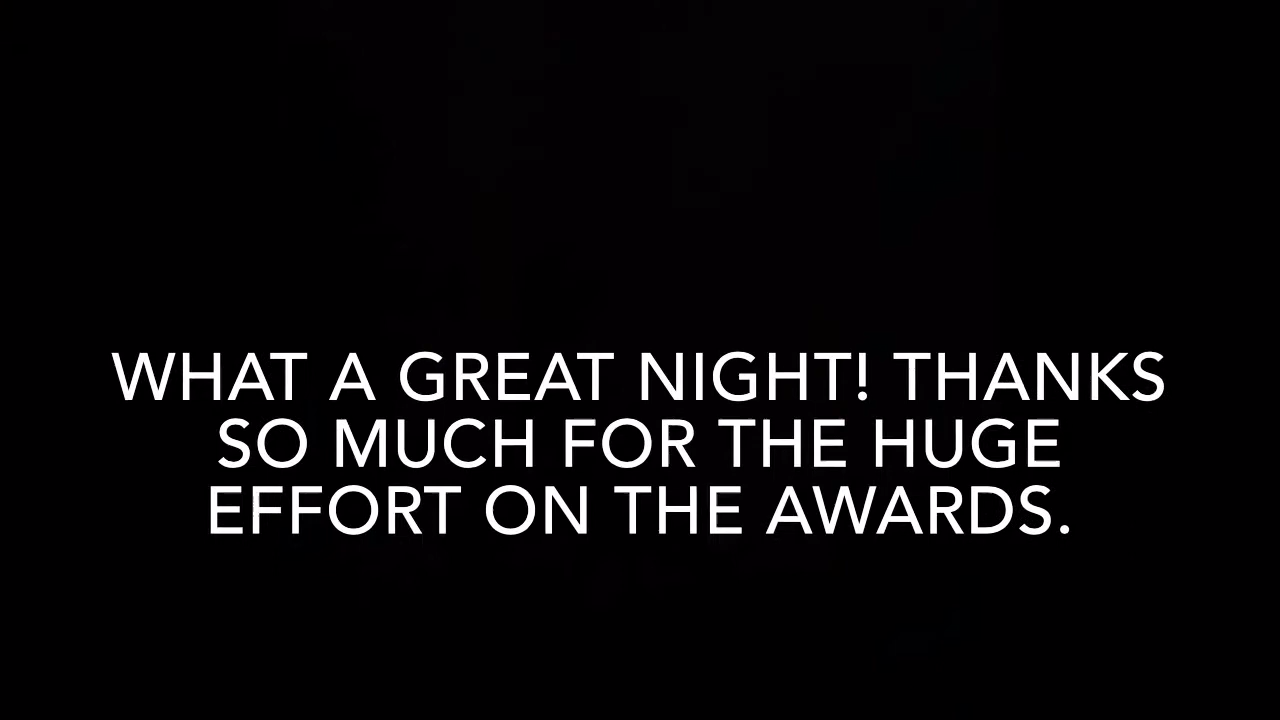 WHAT A GREAT NIGHT! THANKS
SO MUCH FOR THE HUGE
EFFORT ON THE AWARDS.